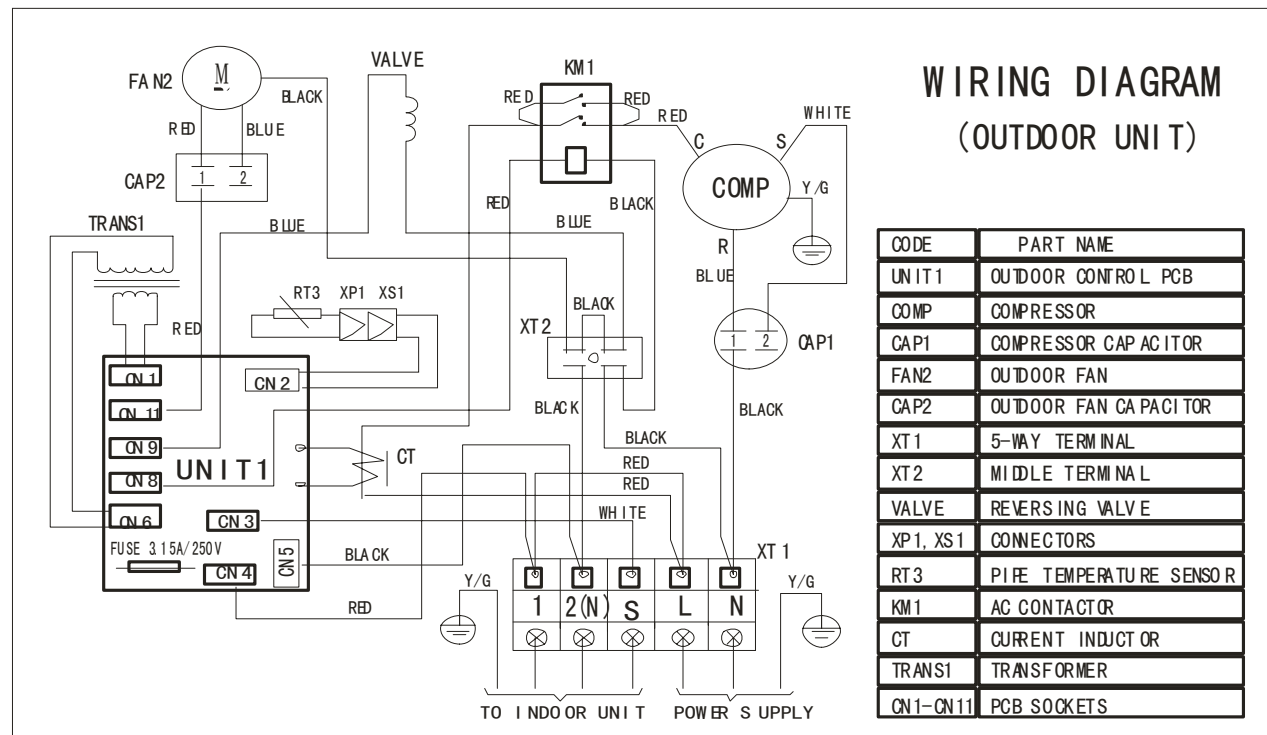 WIRING DIAGRAM
(OUTDOOR UNIT)
FAN2
M
BLACK
RED
BLUE
CAP2
1
2
TRANS1
VALVE
BLUE
RED
KM1
RED
RED
RED
WHITE
C
S
COMP
Y/G
R
BLUE
RED
BLACK
BLUE
RT3
XP1
XS1
XT2
BLACK
1
2
CAP1
BLACK
BLACK
BLACK
CN1
CN2
CN11
CN9
UNIT1
CN8
CN6
CN3
CT
RED
RED
WHITE
FUSE 3.15A/250V
CN4
CN5
BLACK
RED
XT1
Y/G
Y/G
1
2(N)
S
L
N
TO INDOOR UNIT
POWER SUPPLY
CODE PART NAME
UNIT1 OUTDOOR CONTROL PCB
COMP COMPRESSOR
CAP1 COMPRESSOR CAPACITOR
FAN2 OUTDOOR FAN
CAP2 OUTDOOR FAN CAPACITOR
XT1 5-WAY TERMINAL
XT2 MIDDLE TERMINAL
VALVE REVERSING VALVE
XP1, XS1 CONNECTORS
RT3 PIPE TEMPERATURE SENSOR
KM1 AC CONTACTOR
CT CURRENT INDUCTOR
TRANS1 TRANSFORMER
CN1-CN11 PCB SOCKETS